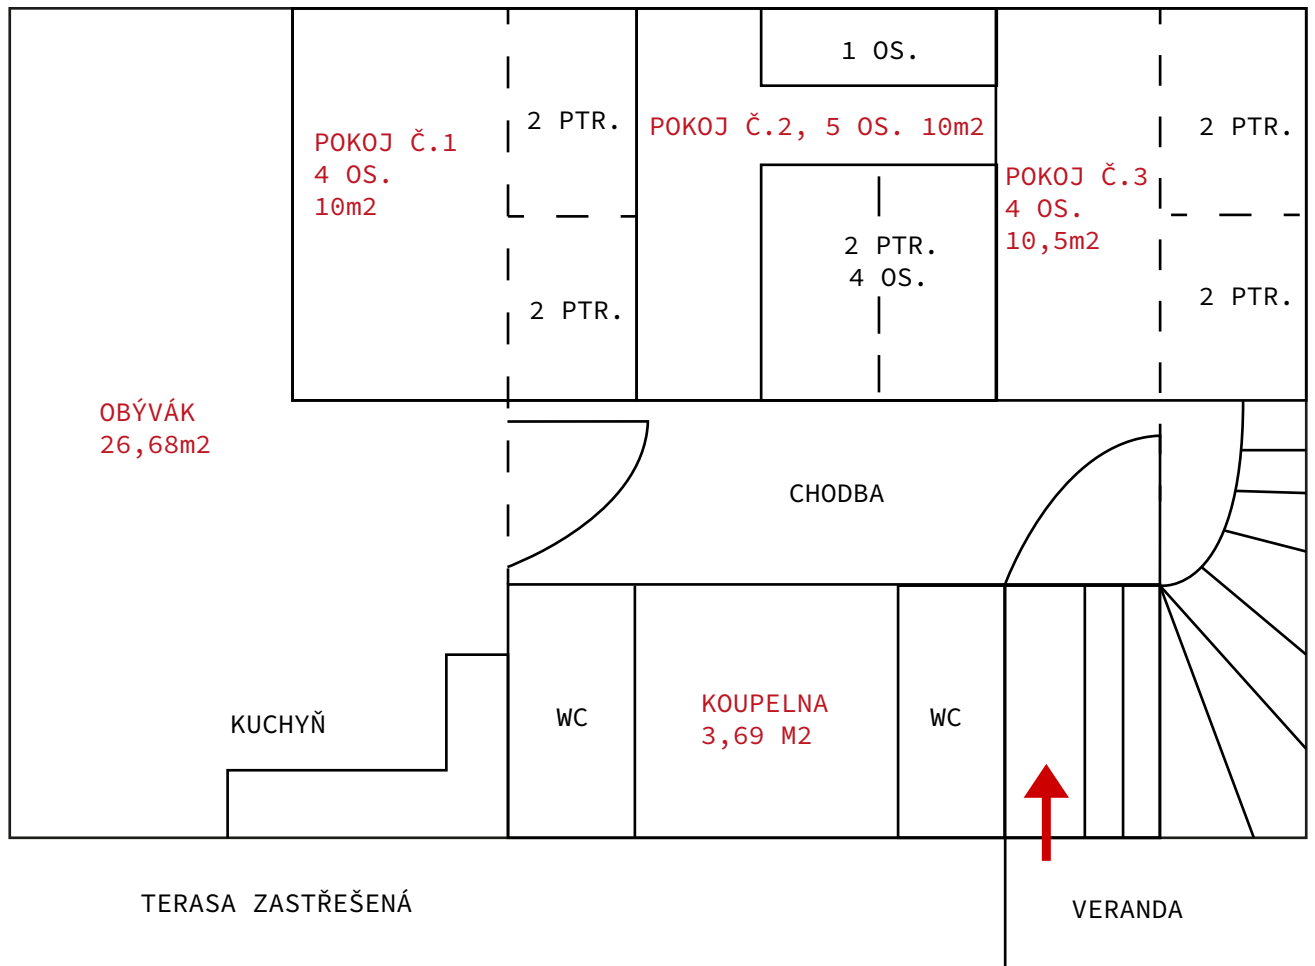 1 OS.
2 PTR.
POKOJ Č.2, 5 OS. 10m2
2 PTR.
POKOJ Č.1
4 OS.
10m2
POKOJ Č.3
4 OS.
10,5m2
2 PTR.
4 OS.
2 PTR.
2 PTR.
OBÝVÁK
26,68m2
CHODBA
KUCHYŇ
WC
KOUPELNA
3,69 M2
WC
TERASA ZASTŘEŠENÁ
VERANDA